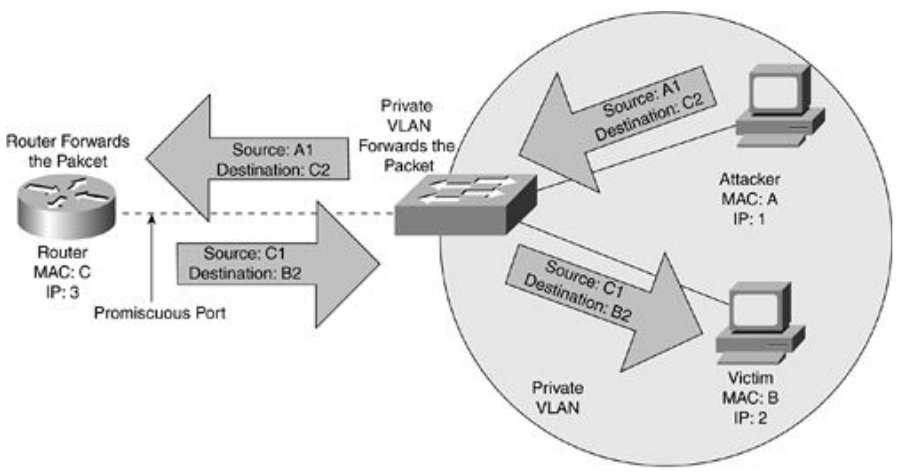 Router Forwards
the Pakcet
Router
MAC: C
IP: 3
Promiscuous Port
Source: A1
Destination: C2
Source: C1
Destination: B2
Private
VLAN
Forwards the
Packet
Source: A1
Destination: C2
Attacker
MAC: A
IP: 1
Source: C1
Destination: B2
Victim
MAC: B
IP: 2
Private
VLAN